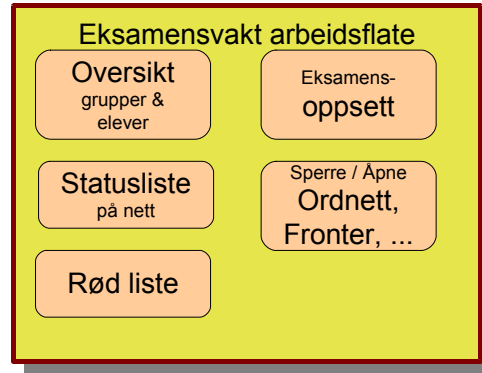 Eksamensvakt arbeidsflate
Oversikt
grupper &
elever
Eksamens-
oppsett
Statusliste
på nett
Sperre / Åpne
Ordnett,
Fronter, ...
Rød liste